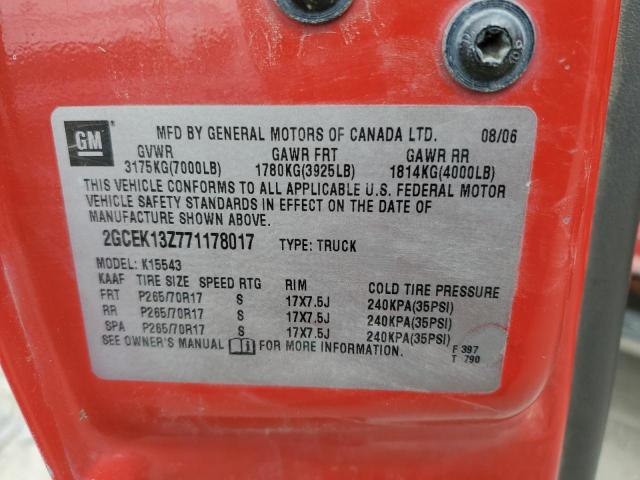 GM MFD BY GENERAL MOTORS OF CANADA LTD. 08/06
GVWR GAWR FRT GAWR RR
3175KG(7000LB) 1780KG(3925LB) 1814KG(4000LB)
THIS VEHICLE CONFORMS TO ALL APPLICABLE U.S. FEDERAL MOTOR
VEHICLE SAFETY STANDARDS IN EFFECT ON THE DATE OF
MANUFACTURE SHOWN ABOVE.
2GCEK13Z771178017 TYPE: TRUCK
MODEL: K15543
KAAF TIRE SIZE SPEED RTG RIM COLD TIRE PRESSURE
FRT P265/70R17 S 17X7.5J 240KPA(35PSI)
RR P265/70R17 S 17X7.5J 240KPA(35PSI)
SPA P265/70R17 S 17X7.5J 240KPA(35PSI)
SEE OWNER'S MANUAL FOR MORE INFORMATION.
F 397
T 790